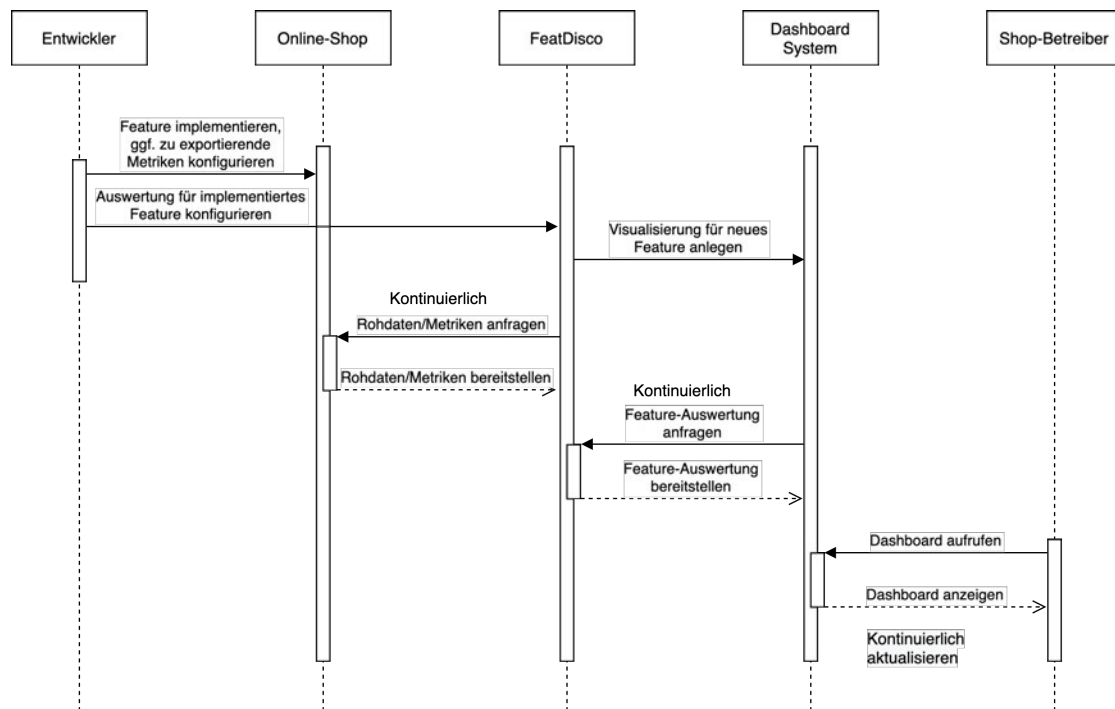 Entwickler
Online-Shop
FeatDisco
Dashboard
System
Shop-Betreiber
Feature implementieren,
ggf. zu exportierende
Metriken konfigurieren
Auswertung für implementiertes
Feature konfigurieren
Visualisierung für neues
Feature anlegen
Kontinuierlich
Rohdaten/Metriken anfragen
Rohdaten/Metriken bereitstellen
Kontinuierlich
Feature-Auswertung
anfragen
Feature-Auswertung
bereitstellen
Dashboard aufrufen
Dashboard anzeigen
Kontinuierlich
aktualisieren